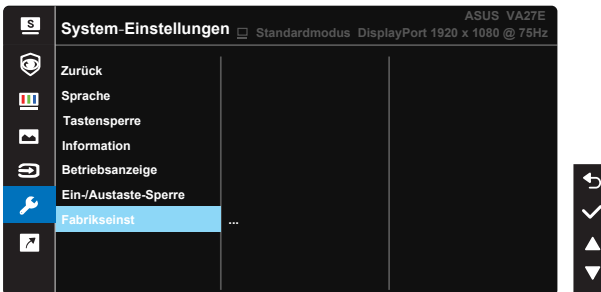 S
ASUS VA27E
System-Einstellungen Standardmodus DisplayPort 1920 x 1080 @ 75Hz
Zurück
Sprache
Tastensperre
Information
Betriebsanzeige
Ein-/Austaste-Sperre
Fabrikseinst ...